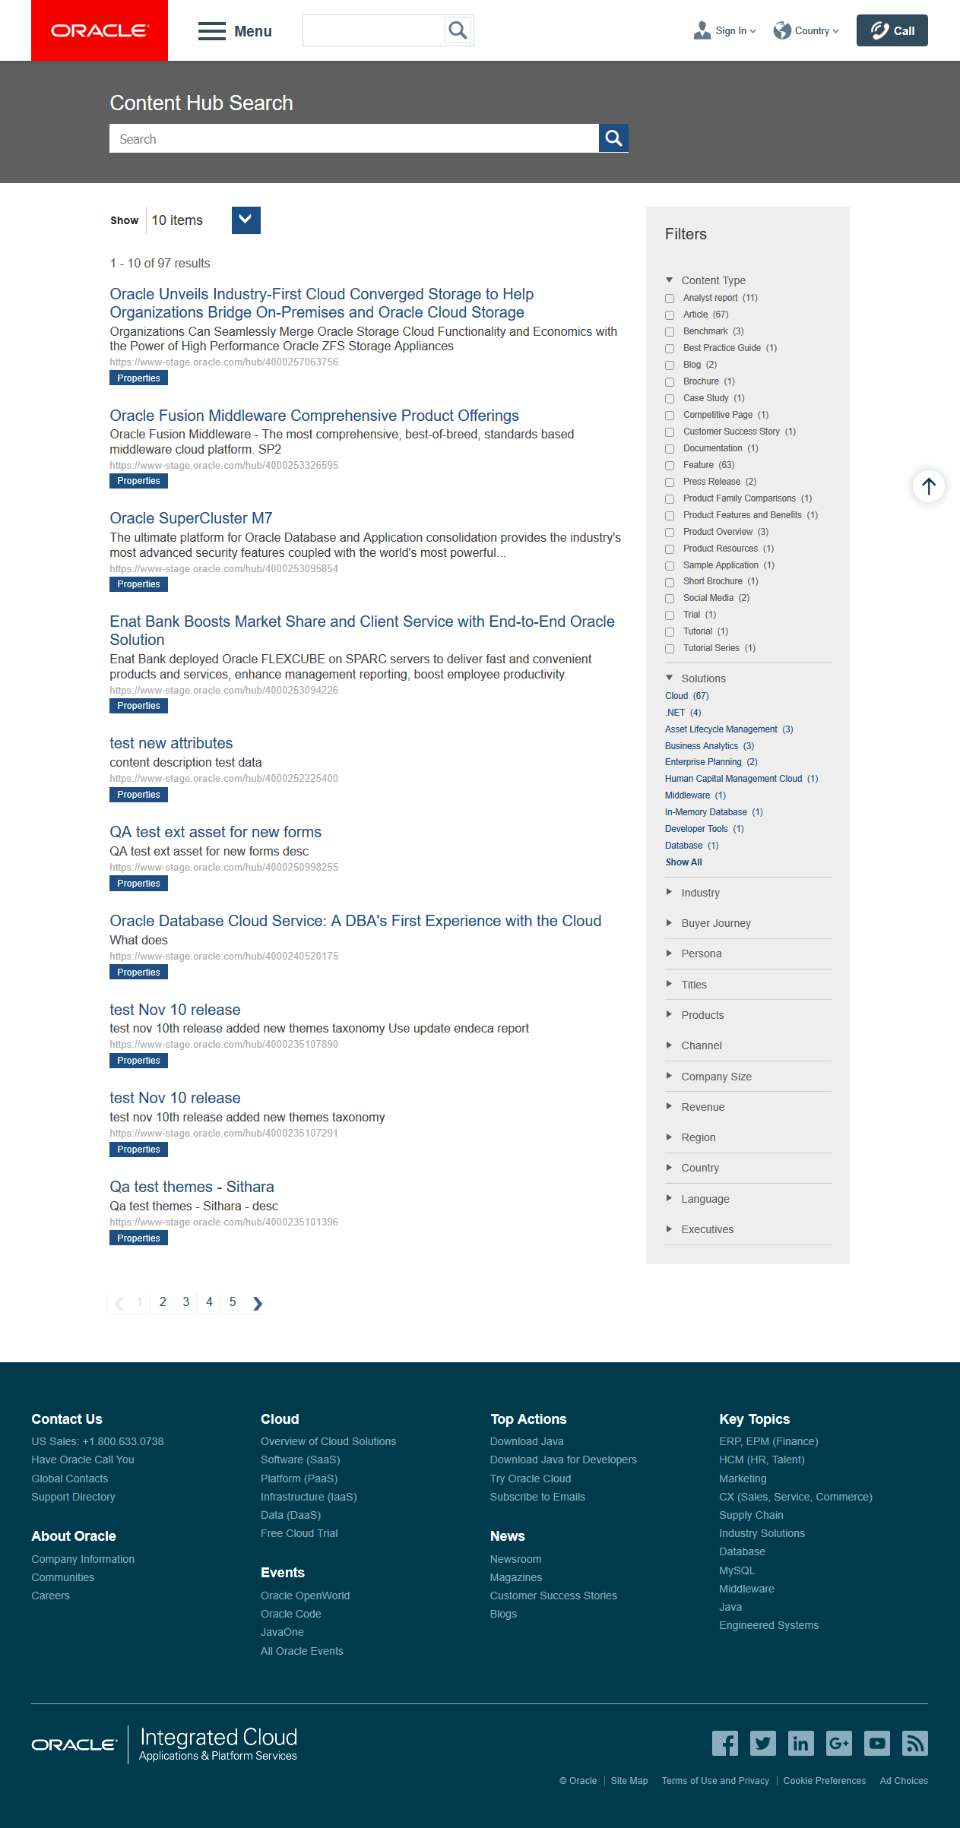 ORACLE
Menu
Sign In
Country
Call
Content Hub Search
Search
Show
10 items
1 - 10 of 97 results
Oracle Unveils Industry-First Cloud Converged Storage to Help
Organizations Bridge On-Premises and Oracle Cloud Storage
Organizations Can Seamlessly Merge Oracle Storage Cloud Functionality and Economics with
the Power of High Performance Oracle ZFS Storage Appliances
https://www-stage.oracle.com/hub/4000257063756
Properties
Oracle Fusion Middleware Comprehensive Product Offerings
Oracle Fusion Middleware - The most comprehensive, best-of-breed, standards based
middleware cloud platform. SP2
https://www-stage.oracle.com/hub/4000253326595
Properties
Oracle SuperCluster M7
The ultimate platform for Oracle Database and Application consolidation provides the industry's
most advanced security features coupled with the world's most powerful...
https://www-stage.oracle.com/hub/4000253095854
Properties
Enat Bank Boosts Market Share and Client Service with End-to-End Oracle
Solution
Enat Bank deployed Oracle FLEXCUBE on SPARC servers to deliver fast and convenient
products and services, enhance management reporting, boost employee productivity.
https://www-stage.oracle.com/hub/4000253094226
Properties
test new attributes
content description test data
https://www-stage.oracle.com/hub/4000252225400
Properties
QA test ext asset for new forms
QA test ext asset for new forms desc
https://www-stage.oracle.com/hub/4000250998255
Properties
Oracle Database Cloud Service: A DBA's First Experience with the Cloud
What does
https://www-stage.oracle.com/hub/4000240520175
Properties
test Nov 10 release
test nov 10th release added new themes taxonomy Use update endeca report
https://www-stage.oracle.com/hub/4000235107890
Properties
test Nov 10 release
test nov 10th release added new themes taxonomy
https://www-stage.oracle.com/hub/4000235107291
Properties
Qa test themes - Sithara
Qa test themes - Sithara - desc
https://www-stage.oracle.com/hub/4000235101396
Properties
1 2 3 4 5
Filters
Content Type
Analyst report (11)
Article (67)
Benchmark (3)
Best Practice Guide (1)
Blog (2)
Brochure (1)
Case Study (1)
Competitive Page (1)
Customer Success Story (1)
Documentation (1)
Feature (63)
Press Release (2)
Product Family Comparisons (1)
Product Features and Benefits (1)
Product Overview (3)
Product Resources (1)
Sample Application (1)
Short Brochure (1)
Social Media (2)
Trial (1)
Tutorial (1)
Tutorial Series (1)
Solutions
Cloud (67)
.NET (4)
Asset Lifecycle Management (3)
Business Analytics (3)
Enterprise Planning (2)
Human Capital Management Cloud (1)
Middleware (1)
In-Memory Database (1)
Developer Tools (1)
Database (1)
Show All
Industry
Buyer Journey
Persona
Titles
Products
Channel
Company Size
Revenue
Region
Country
Language
Executives
Contact Us
US Sales: +1.800.633.0738
Have Oracle Call You
Global Contacts
Support Directory
About Oracle
Company Information
Communities
Careers
Cloud
Overview of Cloud Solutions
Software (SaaS)
Platform (PaaS)
Infrastructure (IaaS)
Data (DaaS)
Free Cloud Trial
Events
Oracle OpenWorld
Oracle Code
JavaOne
All Oracle Events
Top Actions
Download Java
Download Java for Developers
Try Oracle Cloud
Subscribe to Emails
News
Newsroom
Magazines
Customer Success Stories
Blogs
Key Topics
ERP, EPM (Finance)
HCM (HR, Talent)
Marketing
CX (Sales, Service, Commerce)
Supply Chain
Industry Solutions
Database
MySQL
Middleware
Java
Engineered Systems
ORACLE
Integrated Cloud
Applications & Platform Services
© Oracle
Site Map
Terms of Use and Privacy
Cookie Preferences
Ad Choices